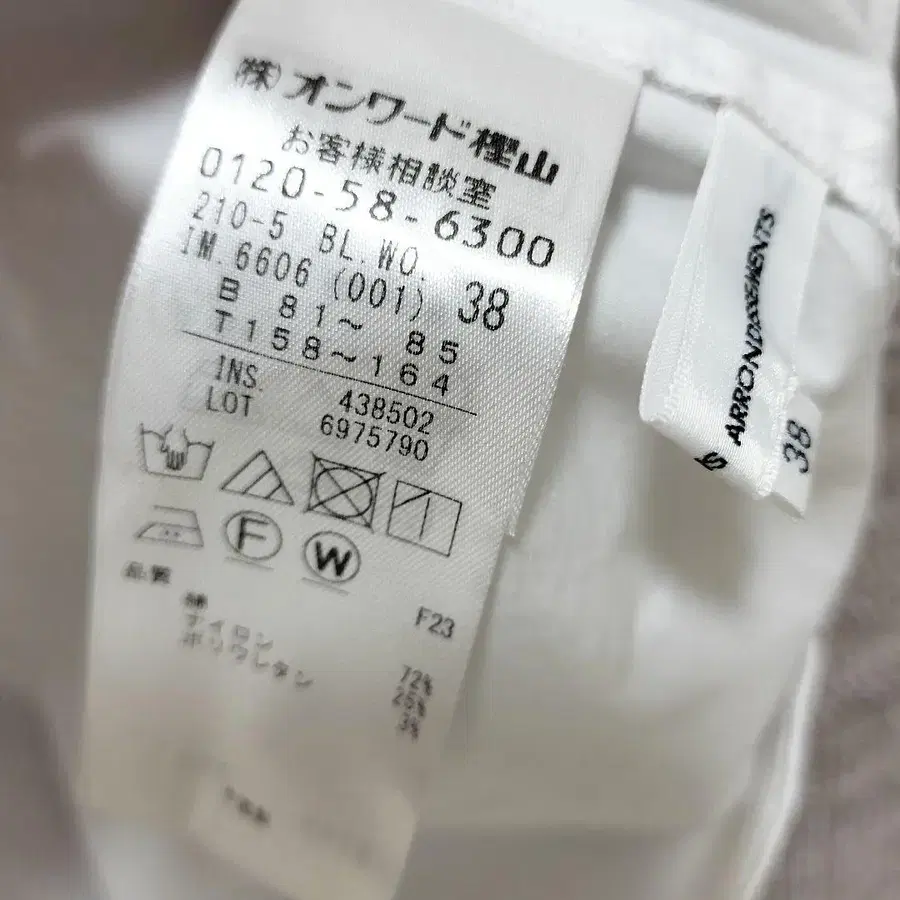 (株)オンワード樫山
お客様相談室
0120-58-6300
210-5 BL.WO.
IM.6606 (001) 38
B 81~ 85
T158~164
INS. 438502
LOT 6975790
F
W
品質 F23
綿 72%
ナイロン 25%
ポリウレタン 3%
ARRONDISSEMENTS
38